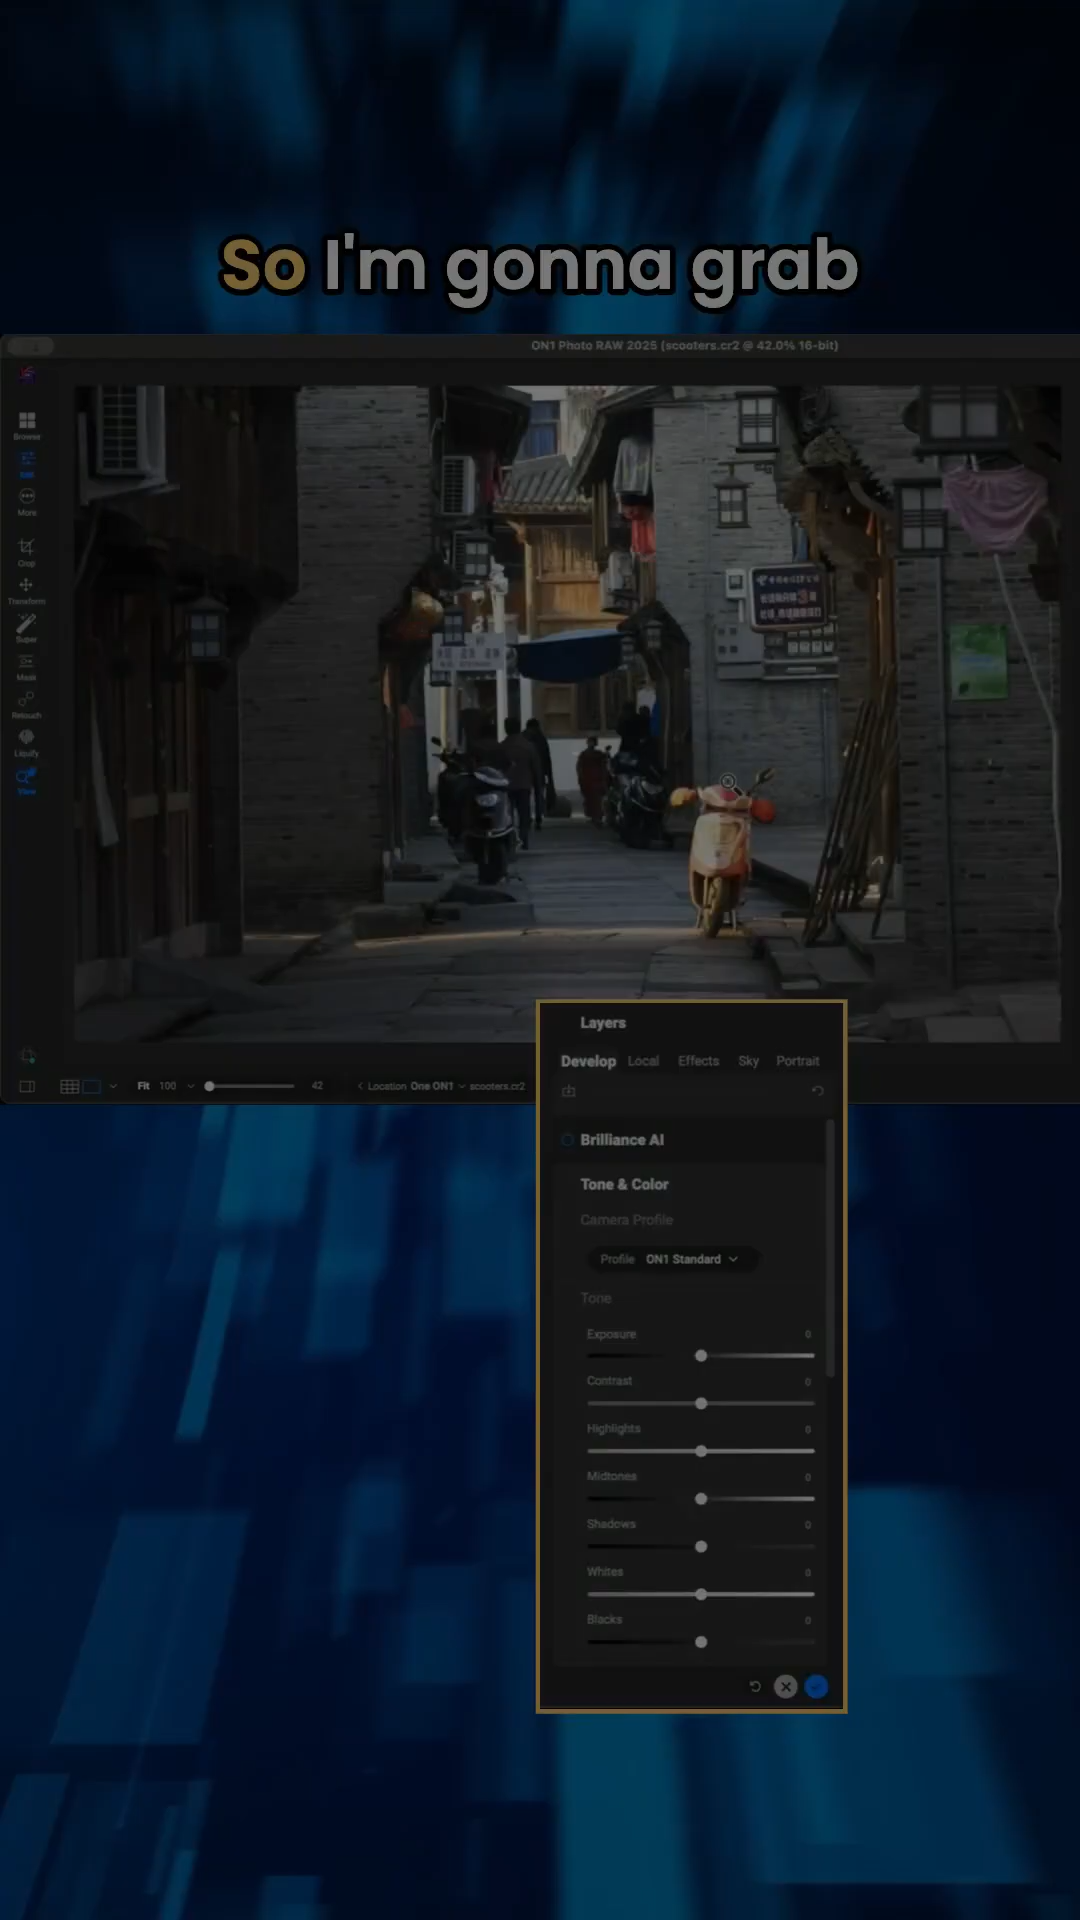 So I'm gonna grab
ON1 Photo RAW 2025 (scooters.cr2 @ 42.0% 16-bit)
Browse
Edit
More
Crop
Transform
Super
Mask
Retouch
Liquify
View
Fit 100 42 Location One ON1 scooters.cr2
Layers
Develop Local Effects Sky Portrait
Brilliance AI
Tone & Color
Camera Profile
Profile ON1 Standard
Tone
Exposure 0
Contrast 0
Highlights 0
Midtones 0
Shadows 0
Whites 0
Blacks 0